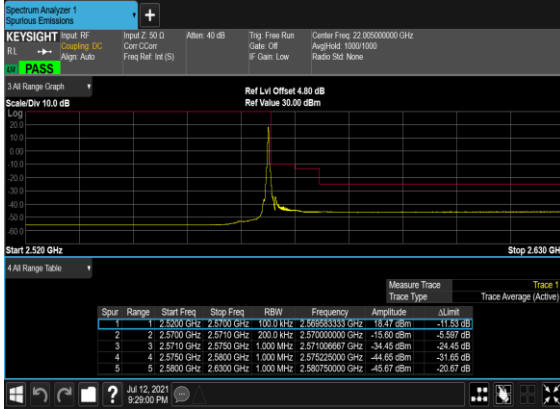 Spectrum Analyzer 1
Spurious Emissions
+
KEYSIGHT
RL
Input: RF
Coupling: DC
Align: Auto
Input Z: 50 Ω
Corr CCorr
Freq Ref: Int (S)
Atten: 40 dB
Trig: Free Run
Gate: Off
IF Gain: Low
Center Freq: 22.005000000 GHz
Avg|Hold: 1000/1000
Radio Std: None
PASS
3 All Range Graph
Scale/Div 10.0 dB
Ref Lvl Offset 4.80 dB
Ref Value 30.00 dBm
Log
20.0
10.0
0.00
-10.0
-20.0
-30.0
-40.0
-50.0
-60.0
Start 2.520 GHz
Stop 2.630 GH
4 All Range Table
Measure Trace Trace 1
Trace Type Trace Average (Active)
Spur Range Start Freq Stop Freq RBW Frequency Amplitude ΔLimit
1 1 2.5200 GHz 2.5700 GHz 100.0 kHz 2.569583333 GHz 18.47 dBm -11.53 dB
2 2 2.5700 GHz 2.5710 GHz 200.0 kHz 2.570000000 GHz -15.60 dBm -5.597 dB
3 3 2.5710 GHz 2.5750 GHz 1.000 MHz 2.571006667 GHz -34.45 dBm -24.45 dB
4 4 2.5750 GHz 2.5800 GHz 1.000 MHz 2.575225000 GHz -44.65 dBm -31.65 dB
5 5 2.5800 GHz 2.6300 GHz 1.000 MHz 2.580750000 GHz -45.67 dBm -20.67 dB
?
Jul 12, 2021
9:29:00 PM